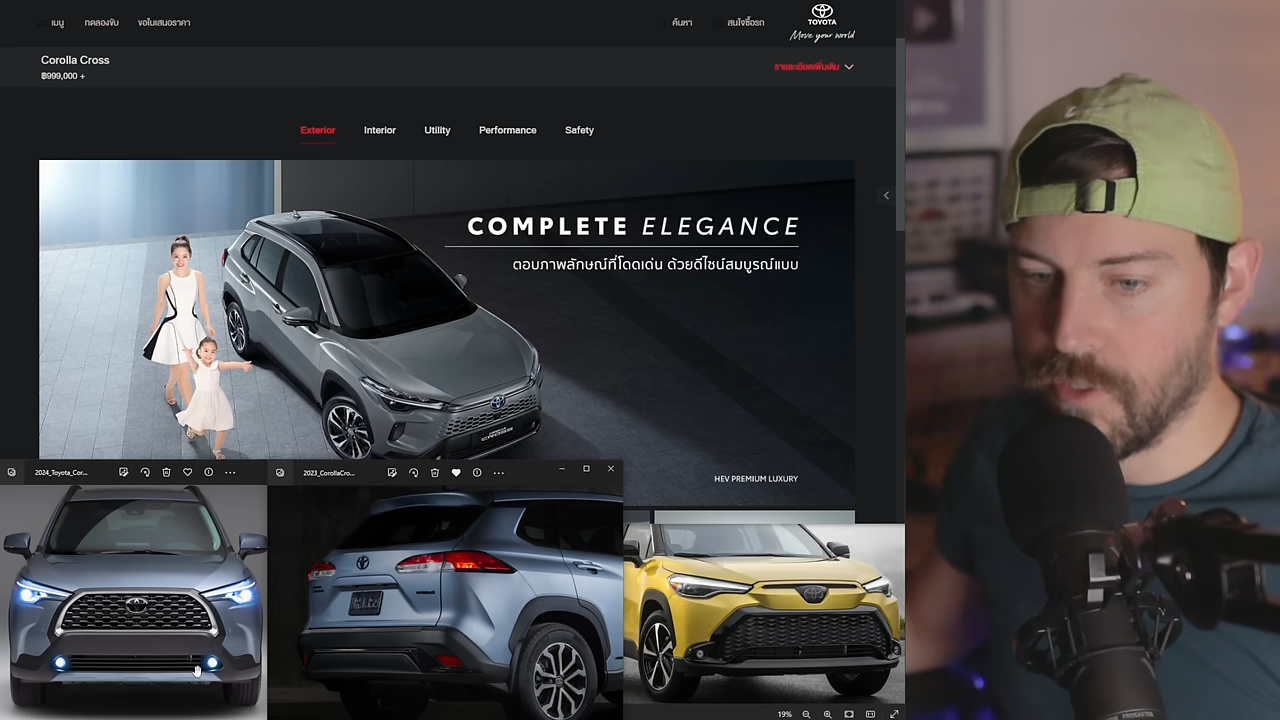 เมนู
ทดลองขับ
ขอใบเสนอราคา
ค้นหา
สนใจซื้อรถ
TOYOTA
Move your world
Corolla Cross
฿999,000 +
รายละเอียดเพิ่มเติม
Exterior
Interior
Utility
Performance
Safety
COMPLETE ELEGANCE
ตอบภาพลักษณ์ที่โดดเด่น ด้วยดีไซน์สมบูรณ์แบบ
HEV PREMIUM LUXURY
2024_Toyota_Cor...
2023_CorollaCro...
19%